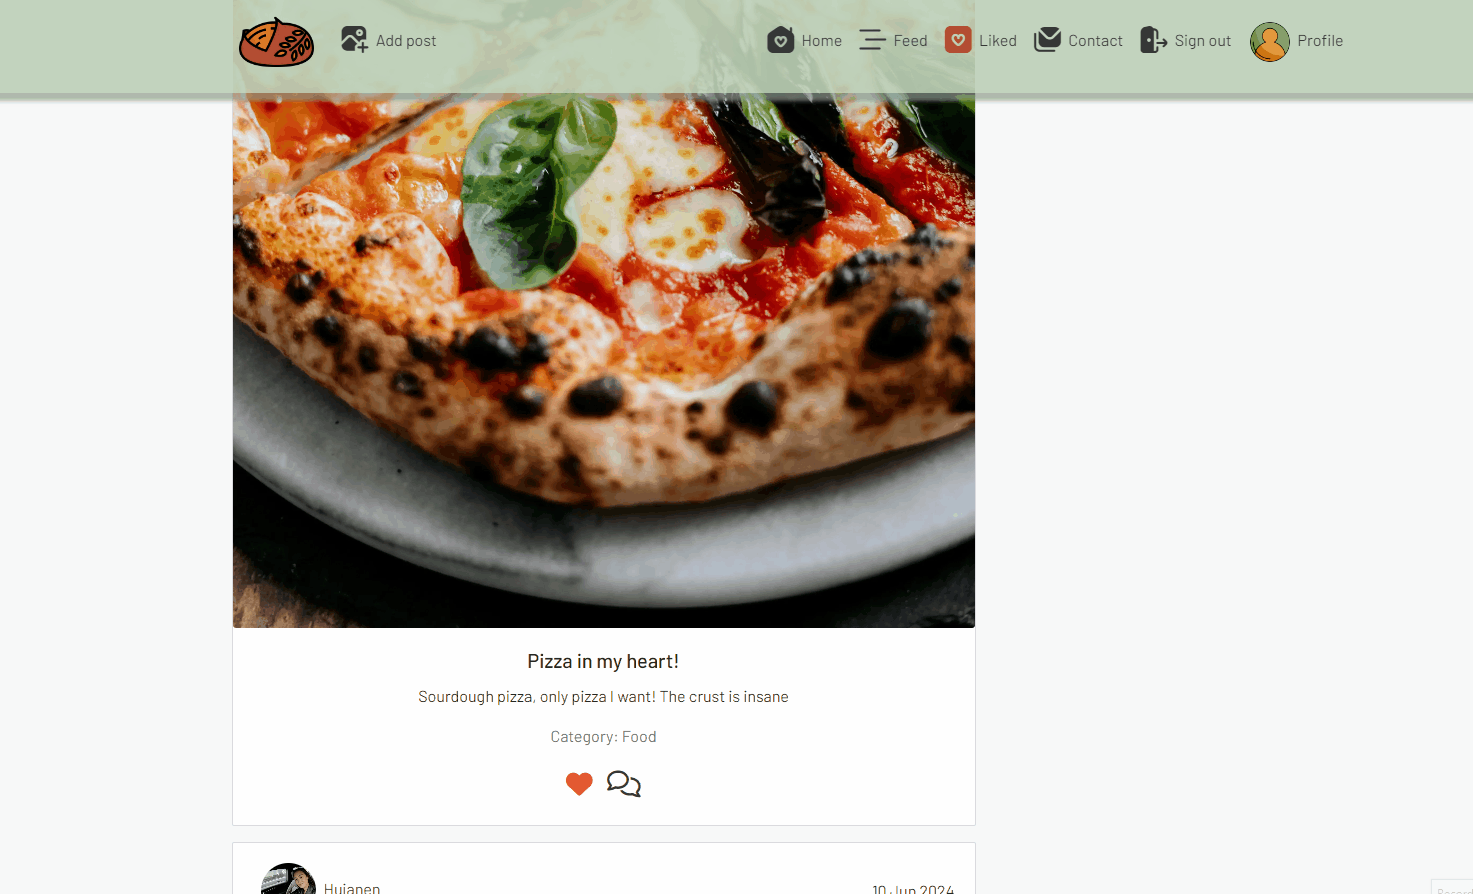 Add post
Home
Feed
Liked
Contact
Sign out
Profile
Pizza in my heart!
Sourdough pizza, only pizza I want! The crust is insane
Category: Food
Hujanen
10 Jun 2024